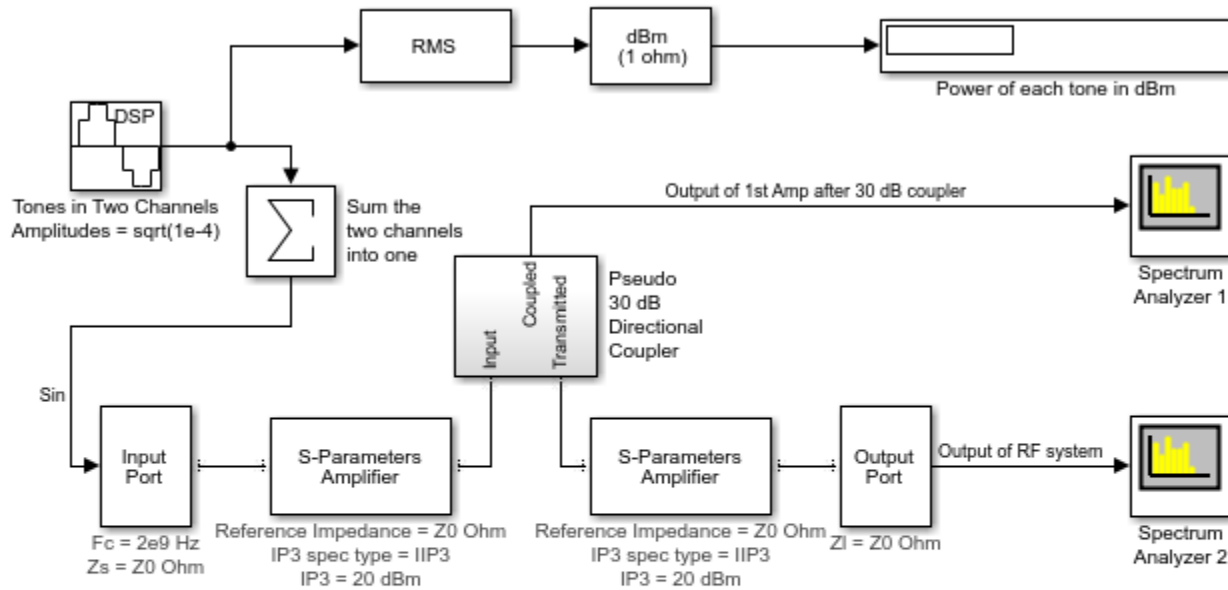 RMS
dBm
(1 ohm)
Power of each tone in dBm
DSP
Tones in Two Channels
Amplitudes = sqrt(1e-4)
Sum the
two channels
into one
Output of 1st Amp after 30 dB coupler
Spectrum
Analyzer 1
Input
Coupled
Transmitted
Pseudo
30 dB
Directional
Coupler
Sin
Input
Port
Fc = 2e9 Hz
Zs = Z0 Ohm
S-Parameters
Amplifier
Reference Impedance = Z0 Ohm
IP3 spec type = IIP3
IP3 = 20 dBm
S-Parameters
Amplifier
Reference Impedance = Z0 Ohm
IP3 spec type = IIP3
IP3 = 20 dBm
Output
Port
Zl = Z0 Ohm
Output of RF system
Spectrum
Analyzer 2